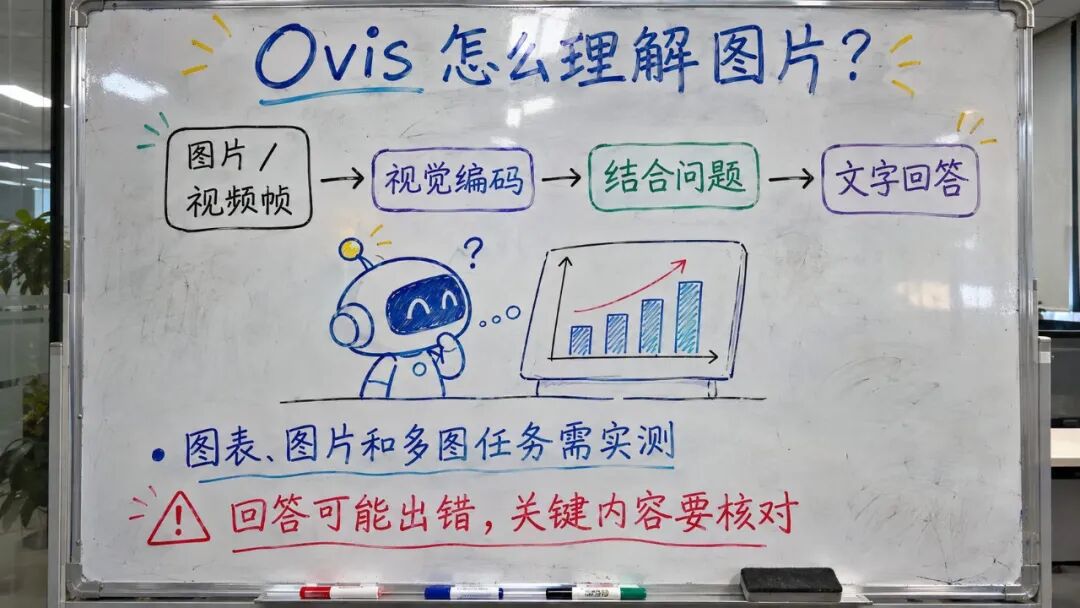 Ovis 怎么理解图片?
图片 /
视频帧
视觉编码
结合问题
文字回答
?
• 图表、图片和多图任务需实测
! 回答可能出错, 关键内容要核对